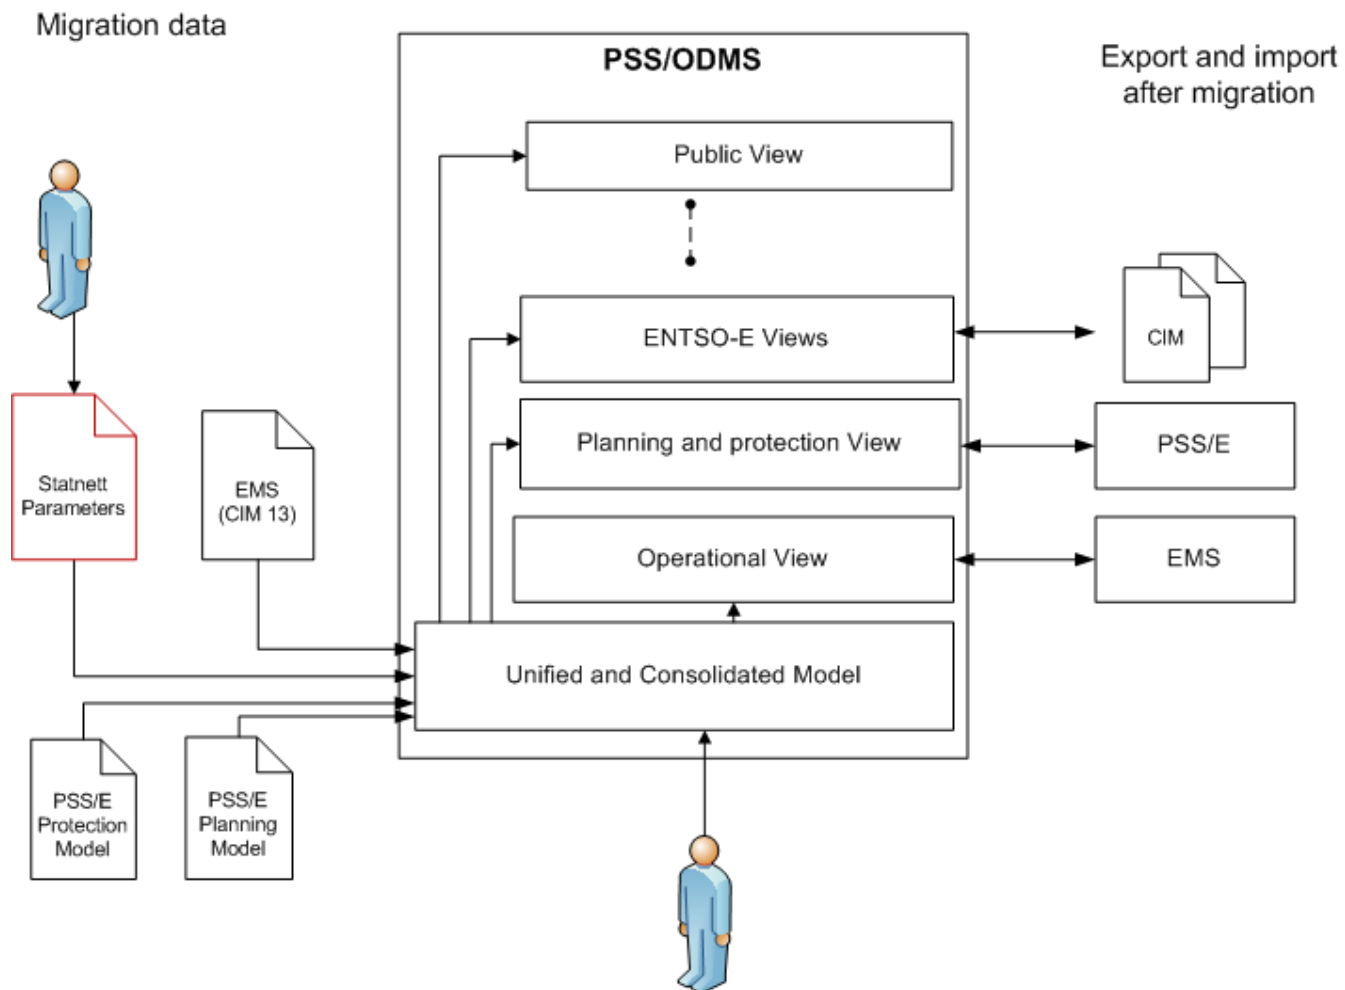 Migration data
PSS/ODMS
Export and import
after migration
Public View
ENTSO-E Views
CIM
Planning and protection View
PSS/E
Statnett
Parameters
EMS
(CIM 13)
Operational View
EMS
Unified and Consolidated Model
PSS/E
Protection
Model
PSS/E
Planning
Model